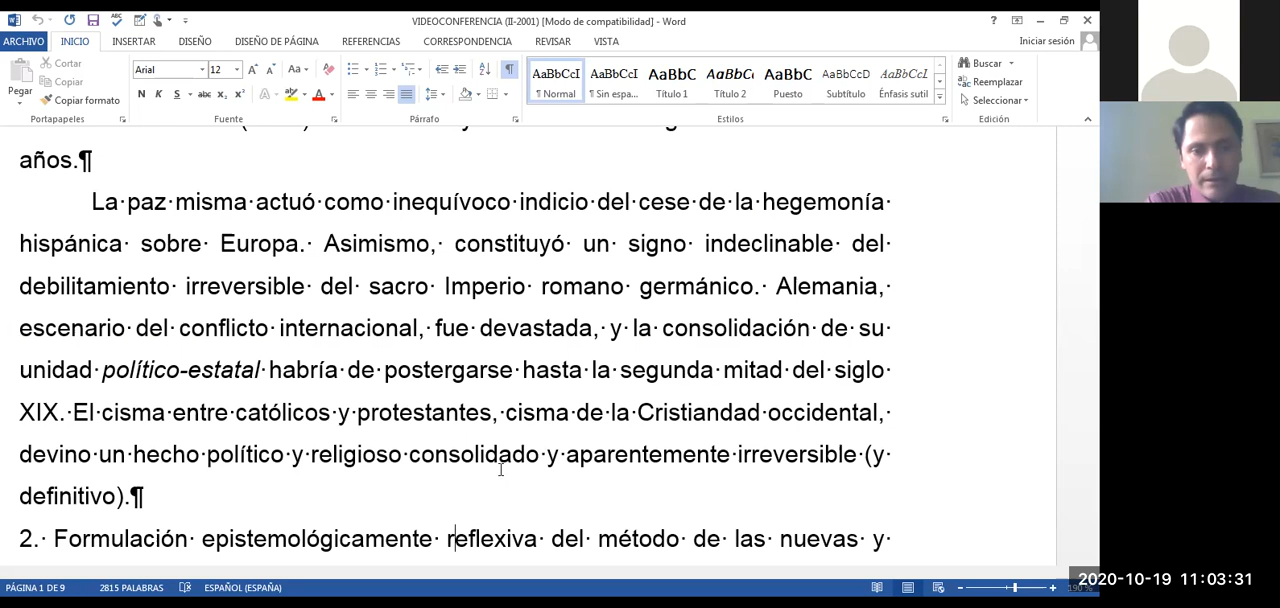 VIDEOCONFERENCIA (II-2001) [Modo de compatibilidad] - Word
ARCHIVO INICIO INSERTAR DISEÑO DISEÑO DE PÁGINA REFERENCIAS CORRESPONDENCIA REVISAR VISTA Iniciar sesión
Pegar
Cortar
Copiar
Copiar formato
Portapapeles
Arial 12
Fuente
Párrafo
AaBbCcI ¶ Normal
AaBbCcI ¶ Sin espa...
AaBbC Título 1
AaBbCc Título 2
AaBbC Puesto
AaBbCcD Subtítulo
AaBbCcI Énfasis sutil
Estilos
Buscar
Reemplazar
Seleccionar
Edición
años.¶
La paz misma actuó como inequívoco indicio del cese de la hegemonía
hispánica sobre Europa. Asimismo, constituyó un signo indeclinable del
debilitamiento irreversible del sacro Imperio romano germánico. Alemania,
escenario del conflicto internacional, fue devastada, y la consolidación de su
unidad político-estatal habría de postergarse hasta la segunda mitad del siglo
XIX. El cisma entre católicos y protestantes, cisma de la Cristiandad occidental,
devino un hecho político y religioso consolidado y aparentemente irreversible (y
definitivo).¶
2. Formulación epistemológicamente reflexiva del método de las nuevas y
PÁGINA 1 DE 9 2815 PALABRAS ESPAÑOL (ESPAÑA) 190 %
2020-10-19 11:03:31